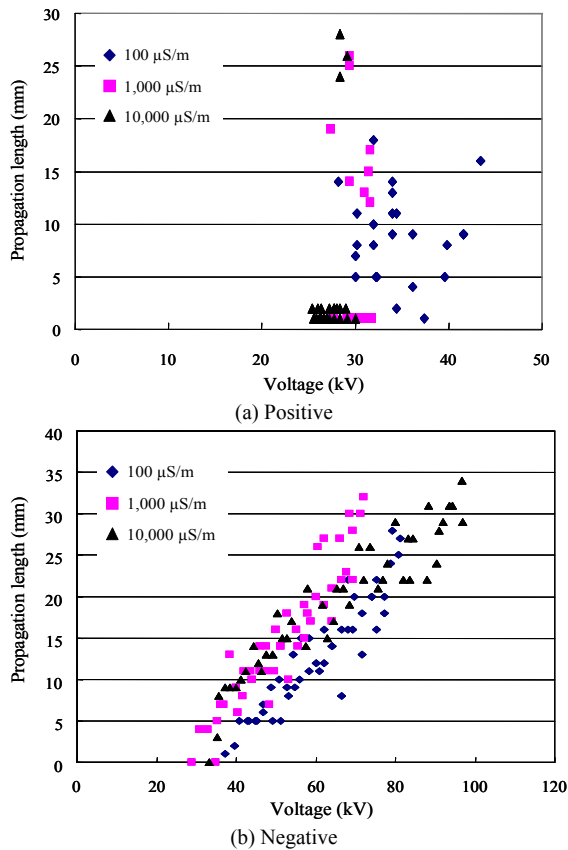 30
25
20
15
10
5
0
Propagation length (mm)
100 µS/m
1,000 µS/m
10,000 µS/m
0 10 20 30 40 50
Voltage (kV)
(a) Positive
40
35
30
25
20
15
10
5
0
Propagation length (mm)
100 µS/m
1,000 µS/m
10,000 µS/m
0 20 40 60 80 100 120
Voltage (kV)
(b) Negative